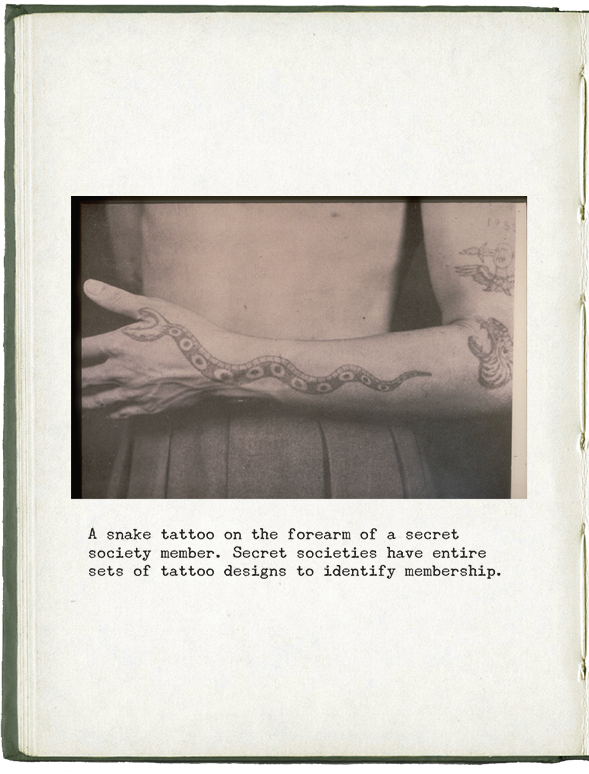 A snake tattoo on the forearm of a secret
society member. Secret societies have entire
sets of tattoo designs to identify membership.